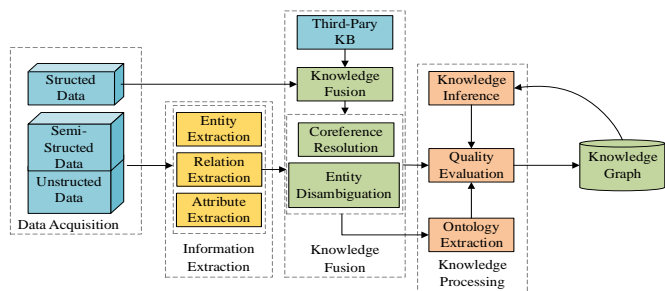 Third-Pary
KB
Structed
Data
Knowledge
Fusion
Knowledge
Inference
Semi-
Structed
Data
Unstructed
Data
Entity
Extraction
Relation
Extraction
Attribute
Extraction
Coreference
Resolution
Entity
Disambiguation
Quality
Evaluation
Knowledge
Graph
Ontology
Extraction
Data Acquisition
Information
Extraction
Knowledge
Fusion
Knowledge
Processing